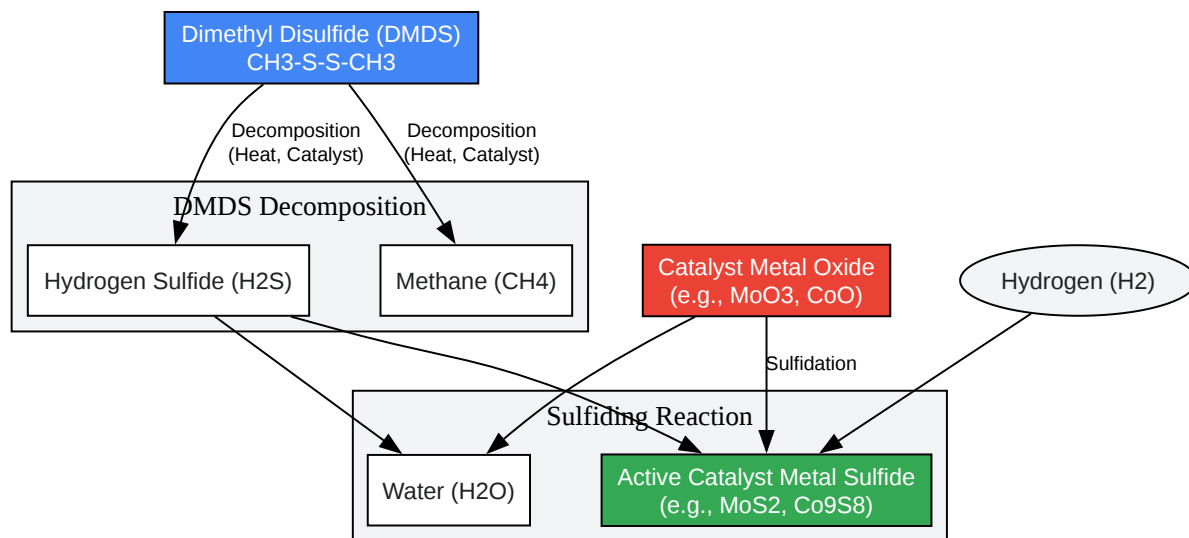 Dimethyl Disulfide (DMDS)
CH3-S-S-CH3
Decomposition
(Heat, Catalyst)
Decomposition
(Heat, Catalyst)
DMDS Decomposition
Hydrogen Sulfide (H2S)
Methane (CH4)
Catalyst Metal Oxide
(e.g., MoO3, CoO)
Hydrogen (H2)
Sulfidation
Sulfiding Reaction
Water (H2O)
Active Catalyst Metal Sulfide
(e.g., MoS2, Co9S8)